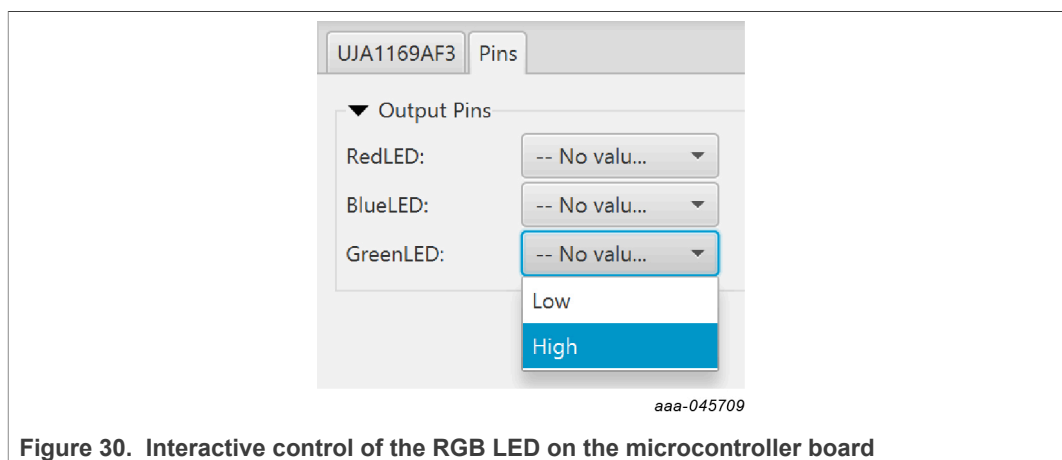 UJA1169AF3 Pins
Output Pins
RedLED: -- No valu...
BlueLED: -- No valu...
GreenLED: -- No valu...
Low
High
aaa-045709
Figure 30. Interactive control of the RGB LED on the microcontroller board